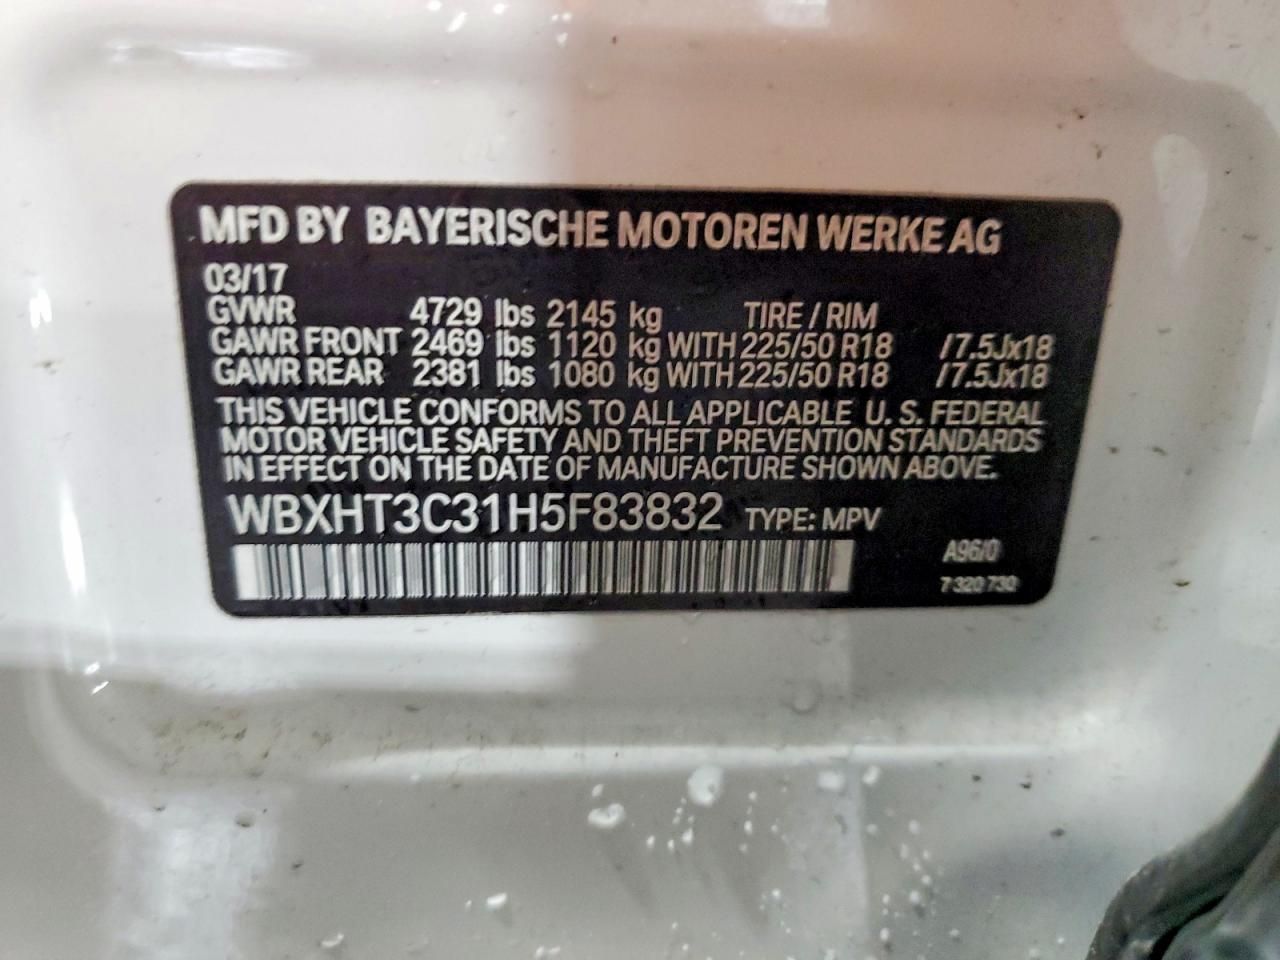 MFD BY BAYERISCHE MOTOREN WERKE AG
03/17
GVWR 4729 lbs 2145 kg TIRE / RIM
GAWR FRONT 2469 lbs 1120 kg WITH 225/50 R18 /7.5Jx18
GAWR REAR 2381 lbs 1080 kg WITH 225/50 R18 /7.5Jx18
THIS VEHICLE CONFORMS TO ALL APPLICABLE U. S. FEDERAL
MOTOR VEHICLE SAFETY AND THEFT PREVENTION STANDARDS
IN EFFECT ON THE DATE OF MANUFACTURE SHOWN ABOVE.
WBXHT3C31H5F83832 TYPE: MPV
A96/0
7 320 730